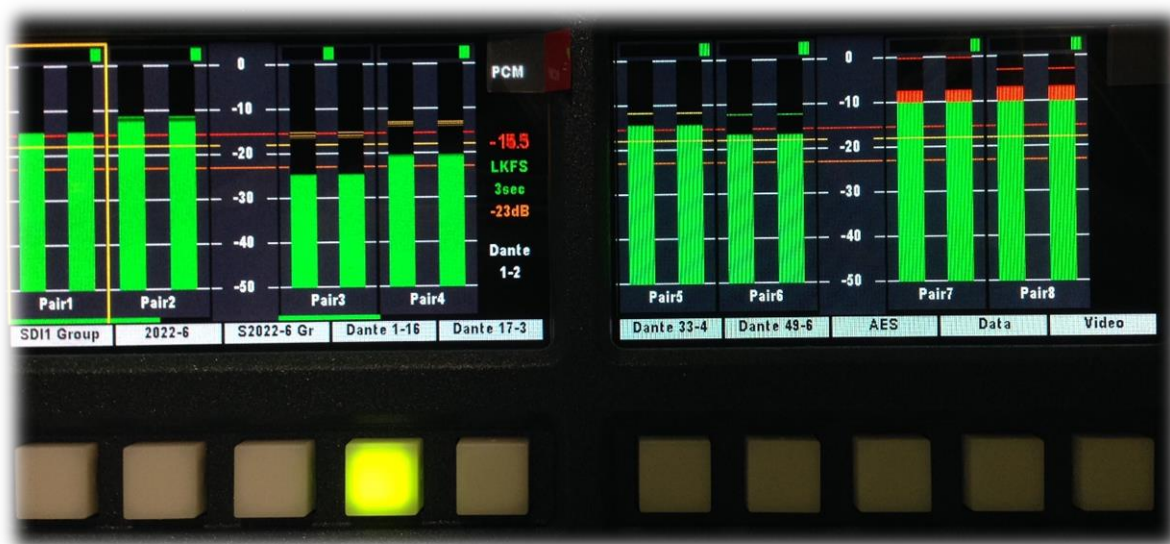 0
-10
-20
-30
-40
-50
PCM
LKFS
3sec
-23dB
Dante
1-2
Pair1
Pair2
Pair3
Pair4
SDI1 Group
2022-6
S2022-6 Gr
Dante 1-16
Dante 17-3
0
-10
-20
-30
-40
-50
Pair5
Pair6
Pair7
Pair8
Dante 33-4
Dante 49-6
AES
Data
Video